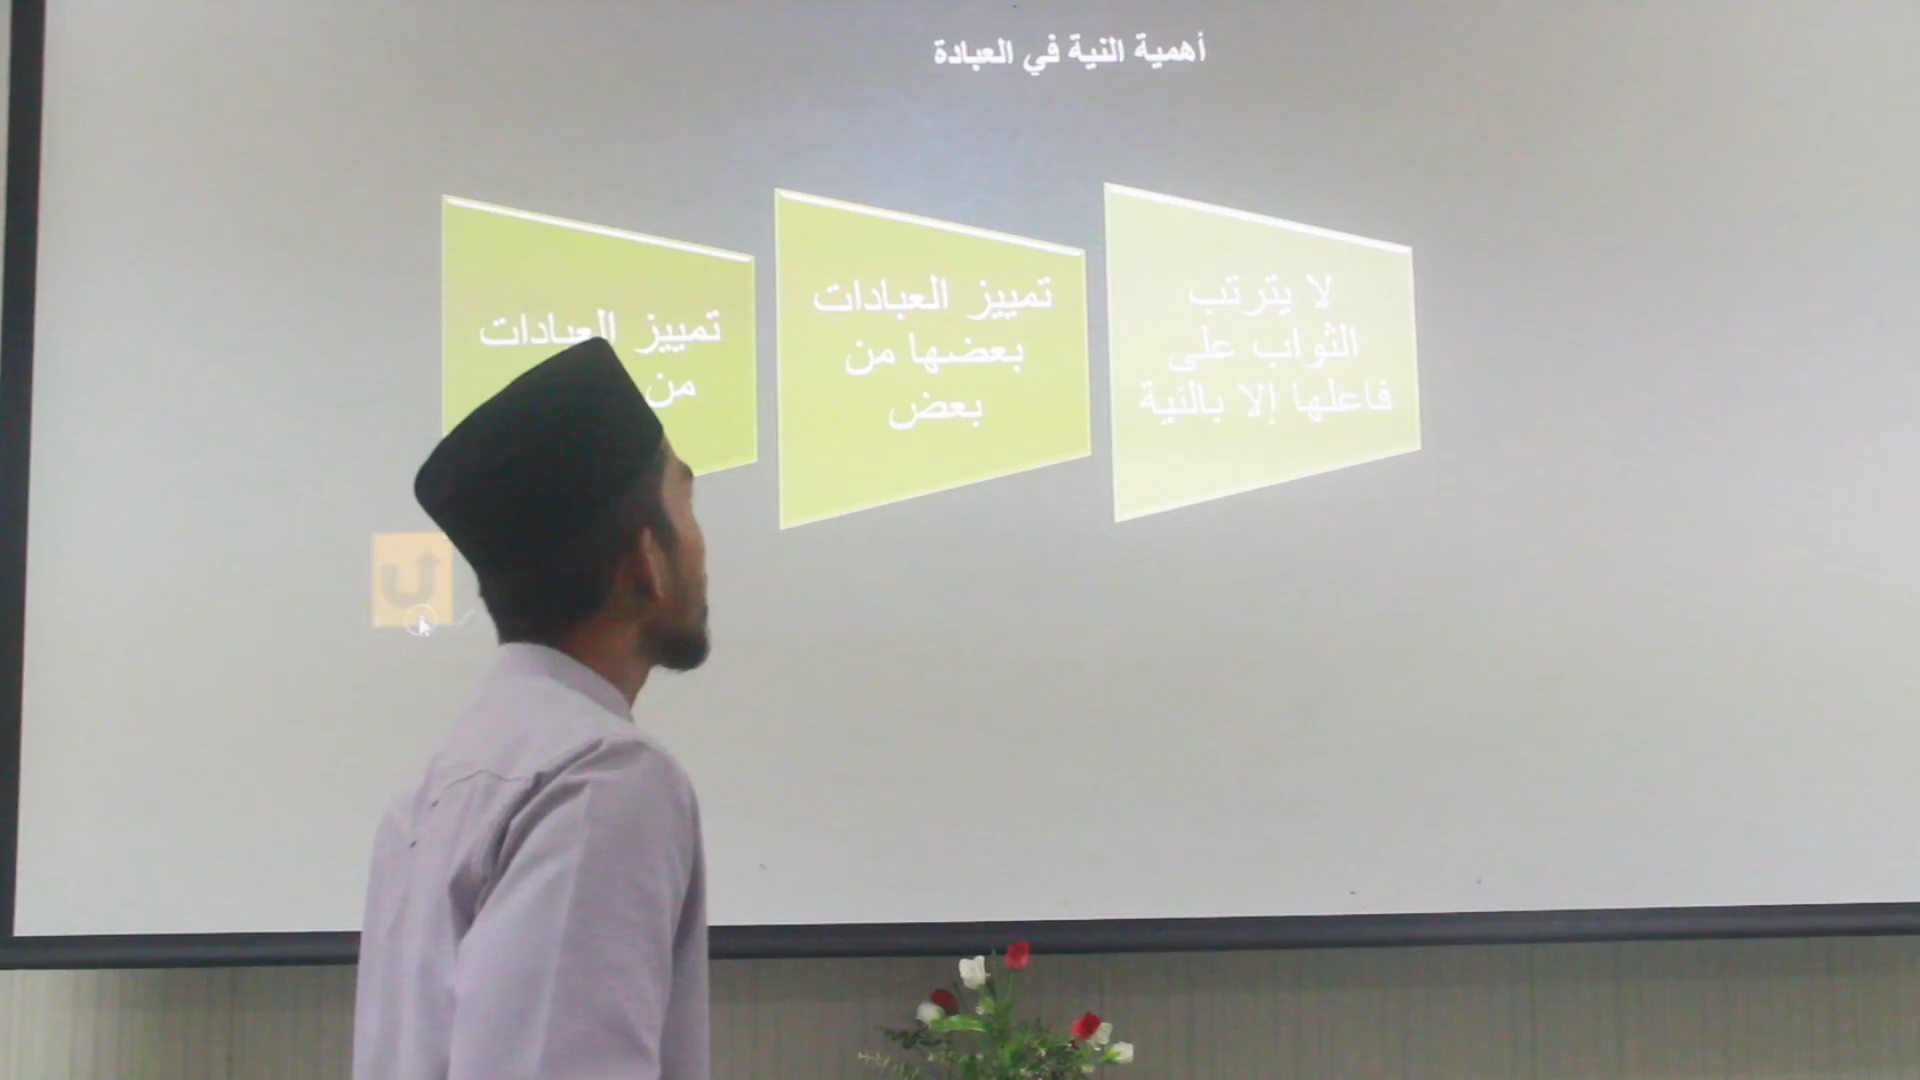 أهمية النية في العبادة
لا يترتب
الثواب على
فاعلها إلا بالنية
تمييز العبادات
بعضها من
بعض
تمييز العبادات
من